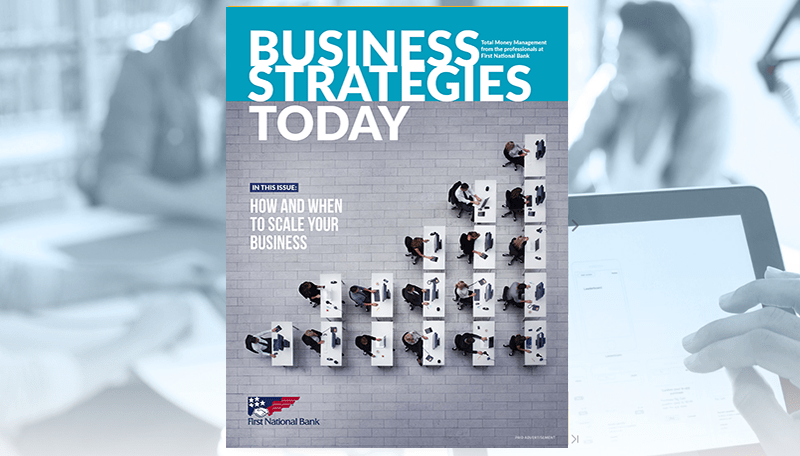 BUSINESS
STRATEGIES
TODAY
Total Money Management
from the professionals at
First National Bank
IN THIS ISSUE:
HOW AND WHEN
TO SCALE YOUR
BUSINESS
First National Bank